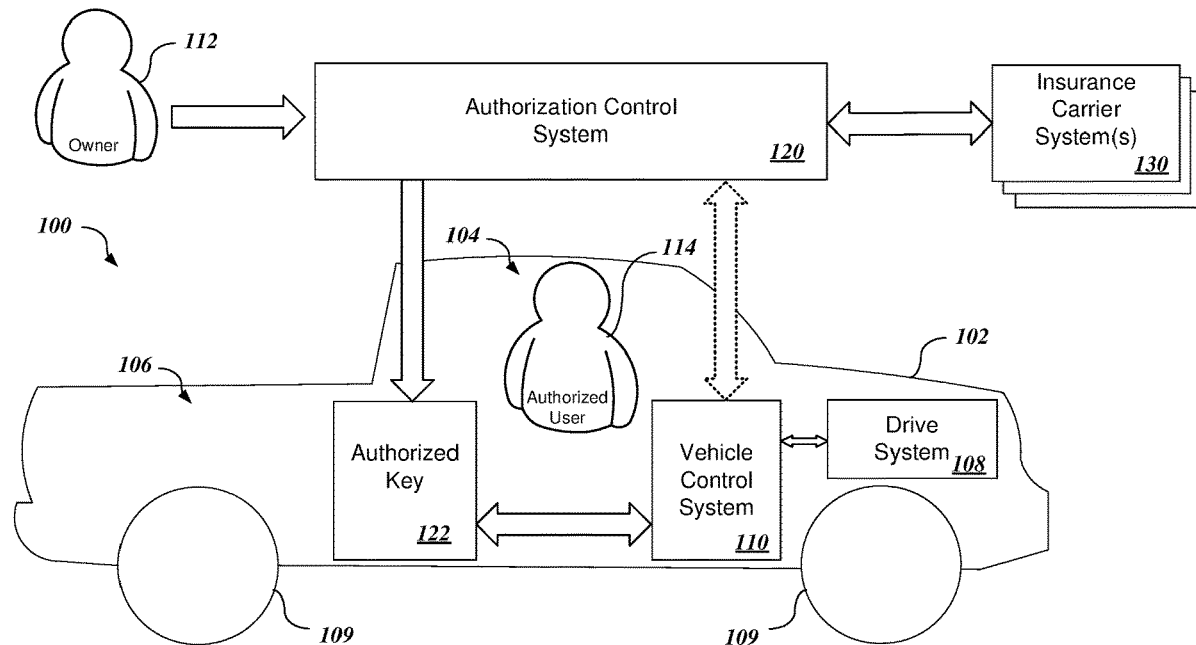 112
Owner
Authorization Control
System
120
Insurance
Carrier
System(s)
130
100
104
114
102
106
Authorized
User
Authorized
Key
122
Vehicle
Control
System
110
Drive
System
108
109
109